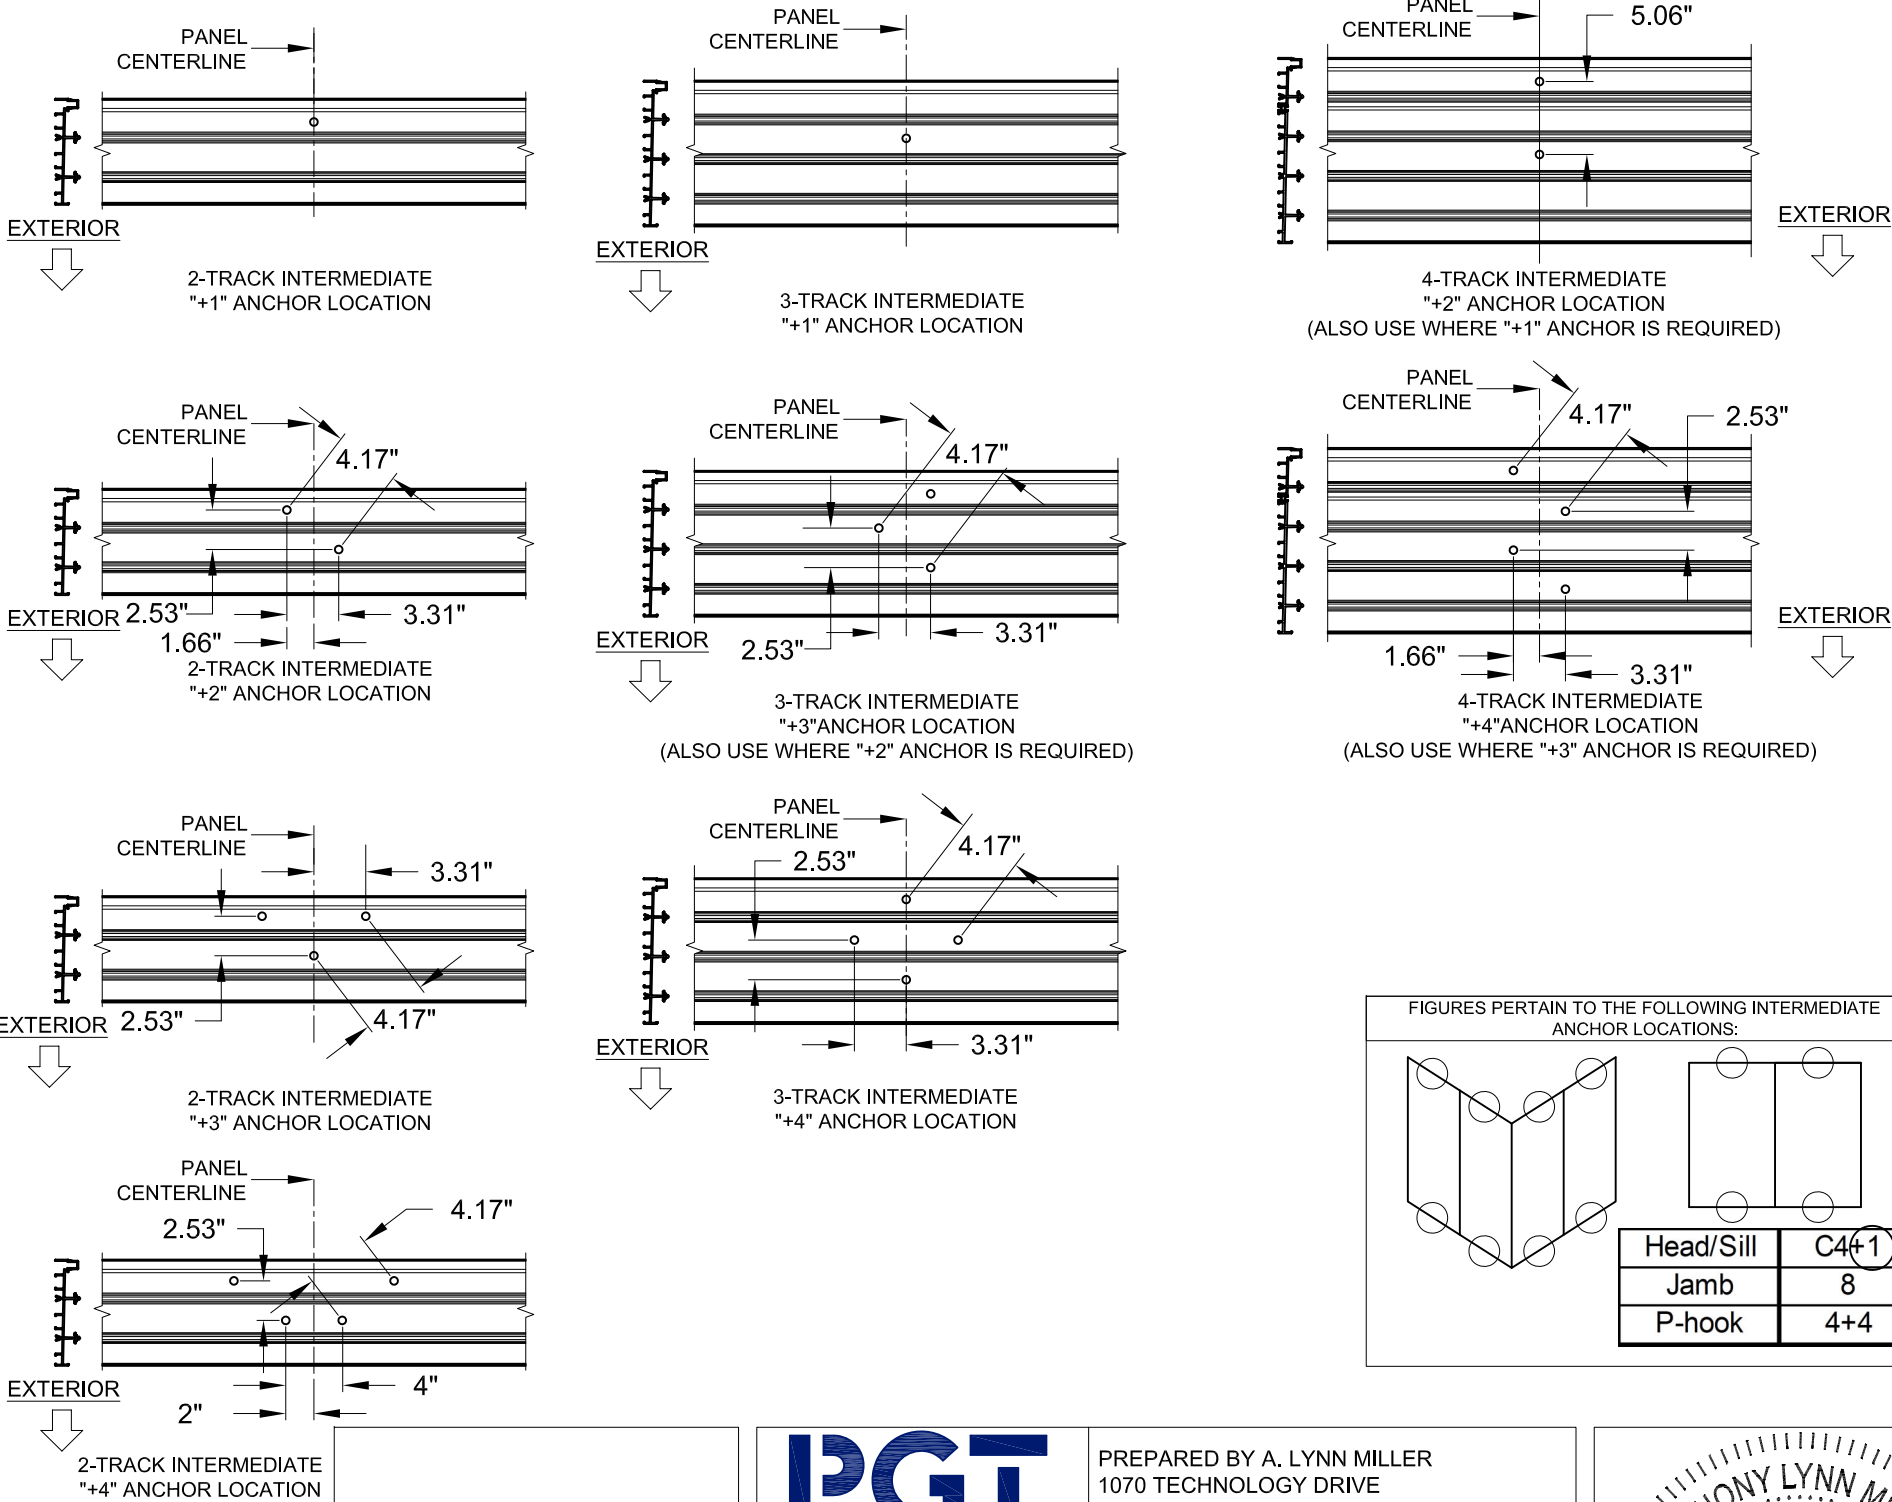 PANEL
CENTERLINE
EXTERIOR
2-TRACK INTERMEDIATE
"+1" ANCHOR LOCATION
PANEL
CENTERLINE
EXTERIOR
3-TRACK INTERMEDIATE
"+1" ANCHOR LOCATION
PANEL
CENTERLINE
5.06"
EXTERIOR
4-TRACK INTERMEDIATE
"+2" ANCHOR LOCATION
(ALSO USE WHERE "+1" ANCHOR IS REQUIRED)
PANEL
CENTERLINE
4.17"
EXTERIOR
2.53"
3.31"
1.66"
2-TRACK INTERMEDIATE
"+2" ANCHOR LOCATION
PANEL
CENTERLINE
4.17"
EXTERIOR
2.53"
3.31"
3-TRACK INTERMEDIATE
"+3"ANCHOR LOCATION
(ALSO USE WHERE "+2" ANCHOR IS REQUIRED)
PANEL
CENTERLINE
4.17"
2.53"
EXTERIOR
1.66"
3.31"
4-TRACK INTERMEDIATE
"+4"ANCHOR LOCATION
(ALSO USE WHERE "+3" ANCHOR IS REQUIRED)
PANEL
CENTERLINE
3.31"
EXTERIOR
2.53"
4.17"
2-TRACK INTERMEDIATE
"+3" ANCHOR LOCATION
PANEL
CENTERLINE
2.53"
4.17"
EXTERIOR
3.31"
3-TRACK INTERMEDIATE
"+4" ANCHOR LOCATION
PANEL
CENTERLINE
2.53"
4.17"
EXTERIOR
4"
2"
2-TRACK INTERMEDIATE
"+4" ANCHOR LOCATION
FIGURES PERTAIN TO THE FOLLOWING INTERMEDIATE
ANCHOR LOCATIONS:
Head/Sill C4+1
Jamb 8
P-hook 4+4
PGT
PREPARED BY A. LYNN MILLER
1070 TECHNOLOGY DRIVE
LYNN